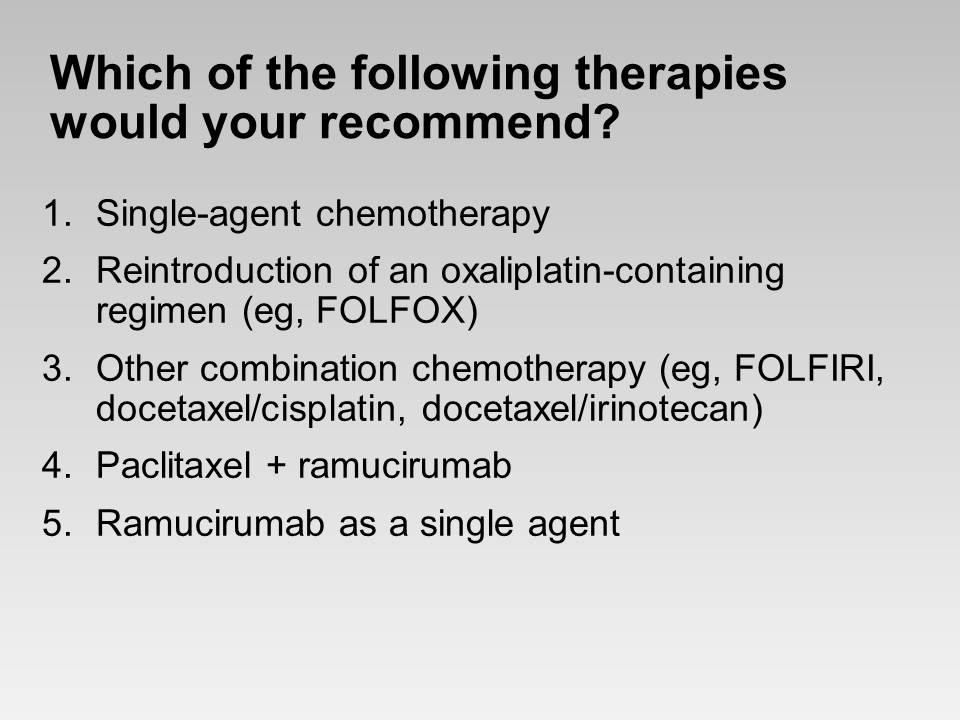 Which of the following therapies
would your recommend?
1. Single-agent chemotherapy
2. Reintroduction of an oxaliplatin-containing
regimen (eg, FOLFOX)
3. Other combination chemotherapy (eg, FOLFIRI,
docetaxel/cisplatin, docetaxel/irinotecan)
4. Paclitaxel + ramucirumab
5. Ramucirumab as a single agent